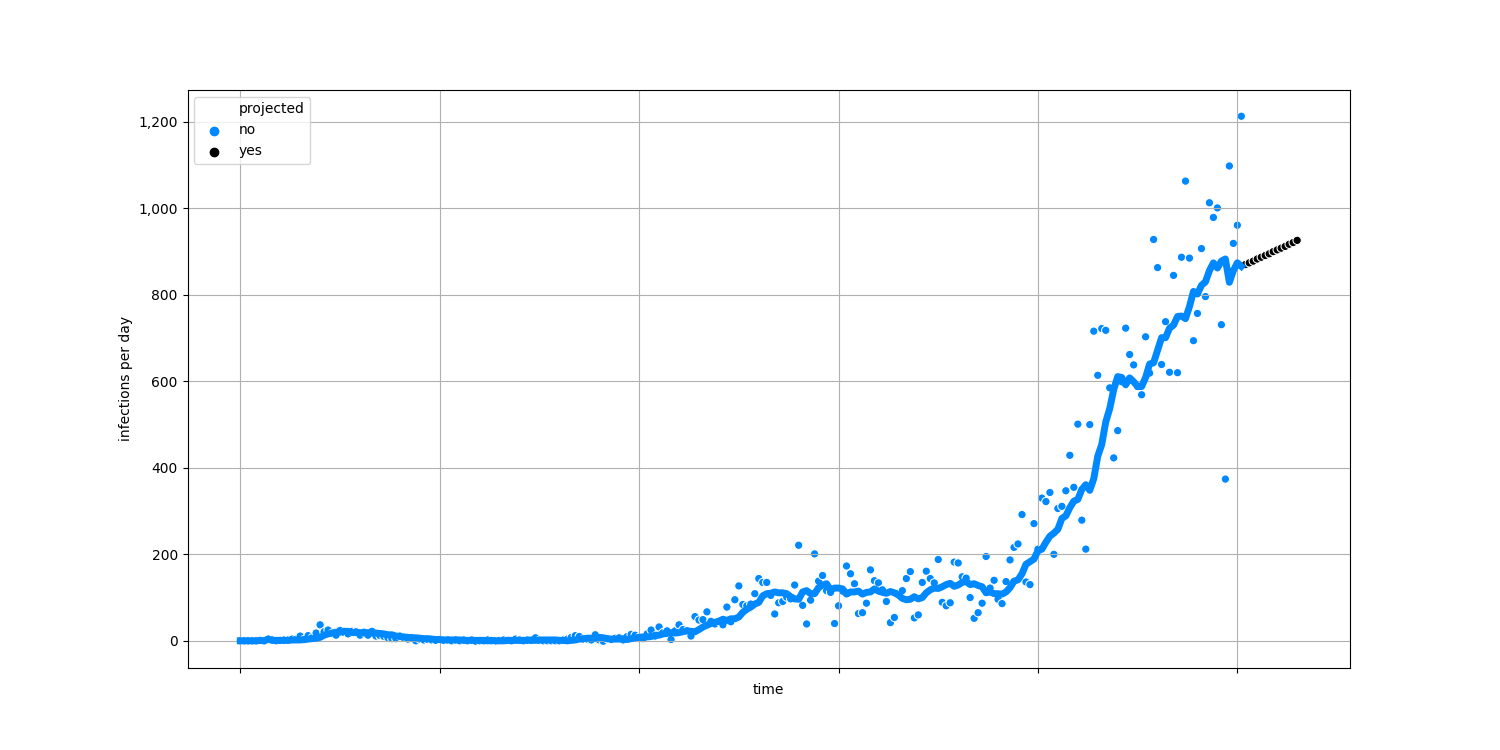 projected
no
yes
1,200
1,000
800
600
400
200
0
infections per day
time